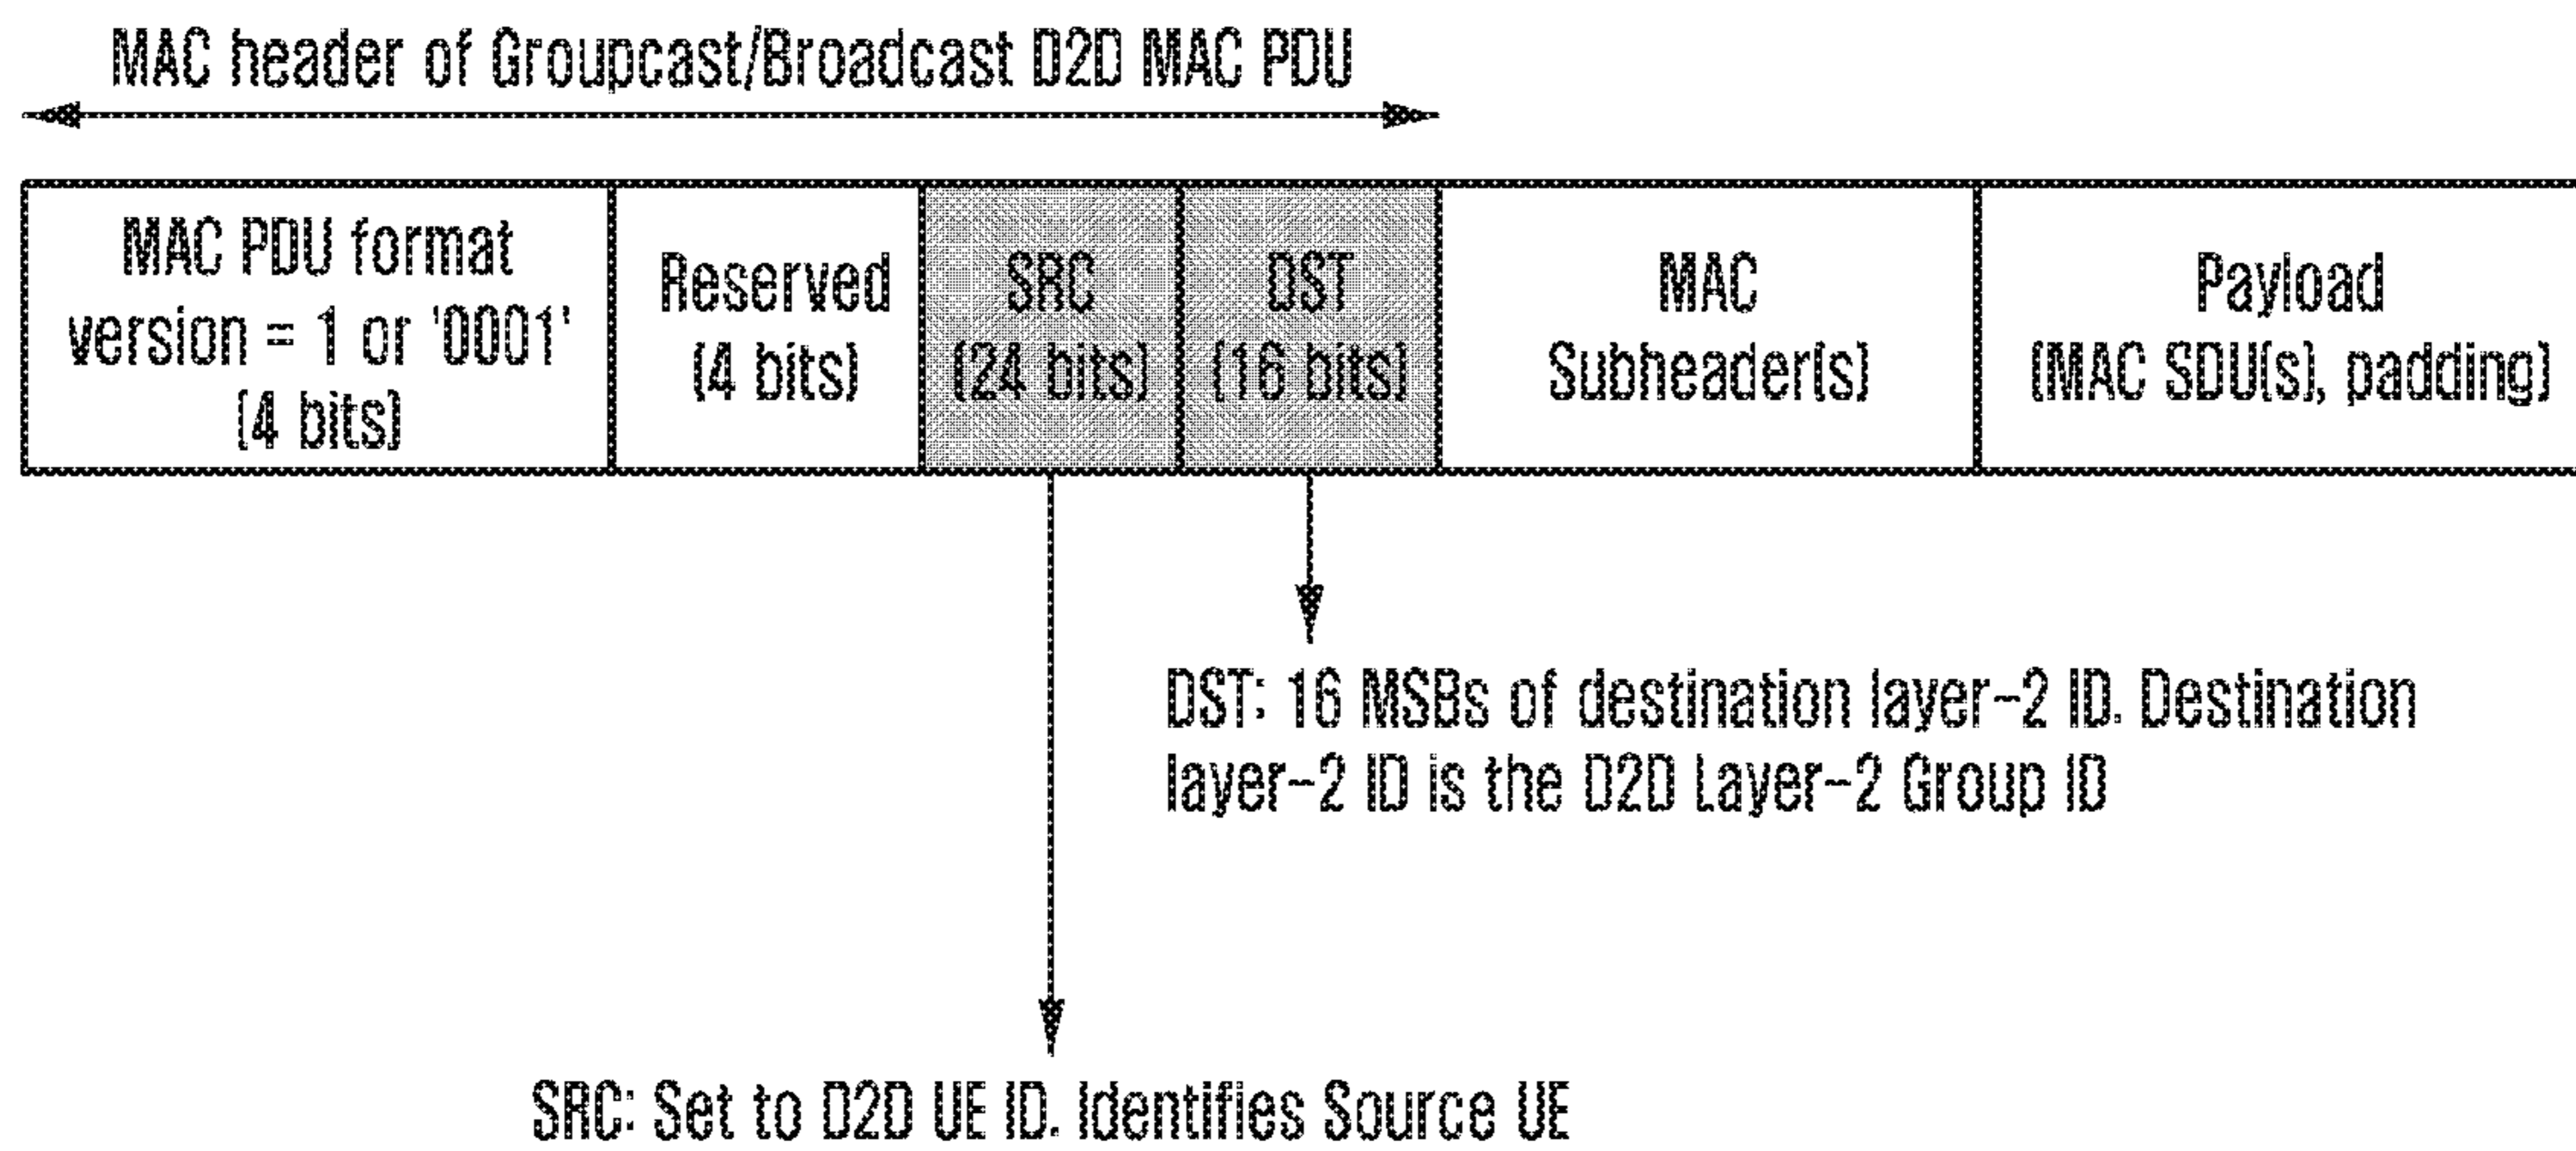 MAC header of Groupcast/Broadcast D2D MAC PDU
MAC PDU format
version = 1 or '0001'
(4 bits)
Reserved
(4 bits)
SRC
(24 bits)
DST
(16 bits)
MAC
Subheader(s)
Payload
(MAC SDU(s), padding)
DST: 16 MSBs of destination layer-2 ID. Destination
layer-2 ID is the D2D Layer-2 Group ID
SRC: Set to D2D UE ID. Identifies Source UE